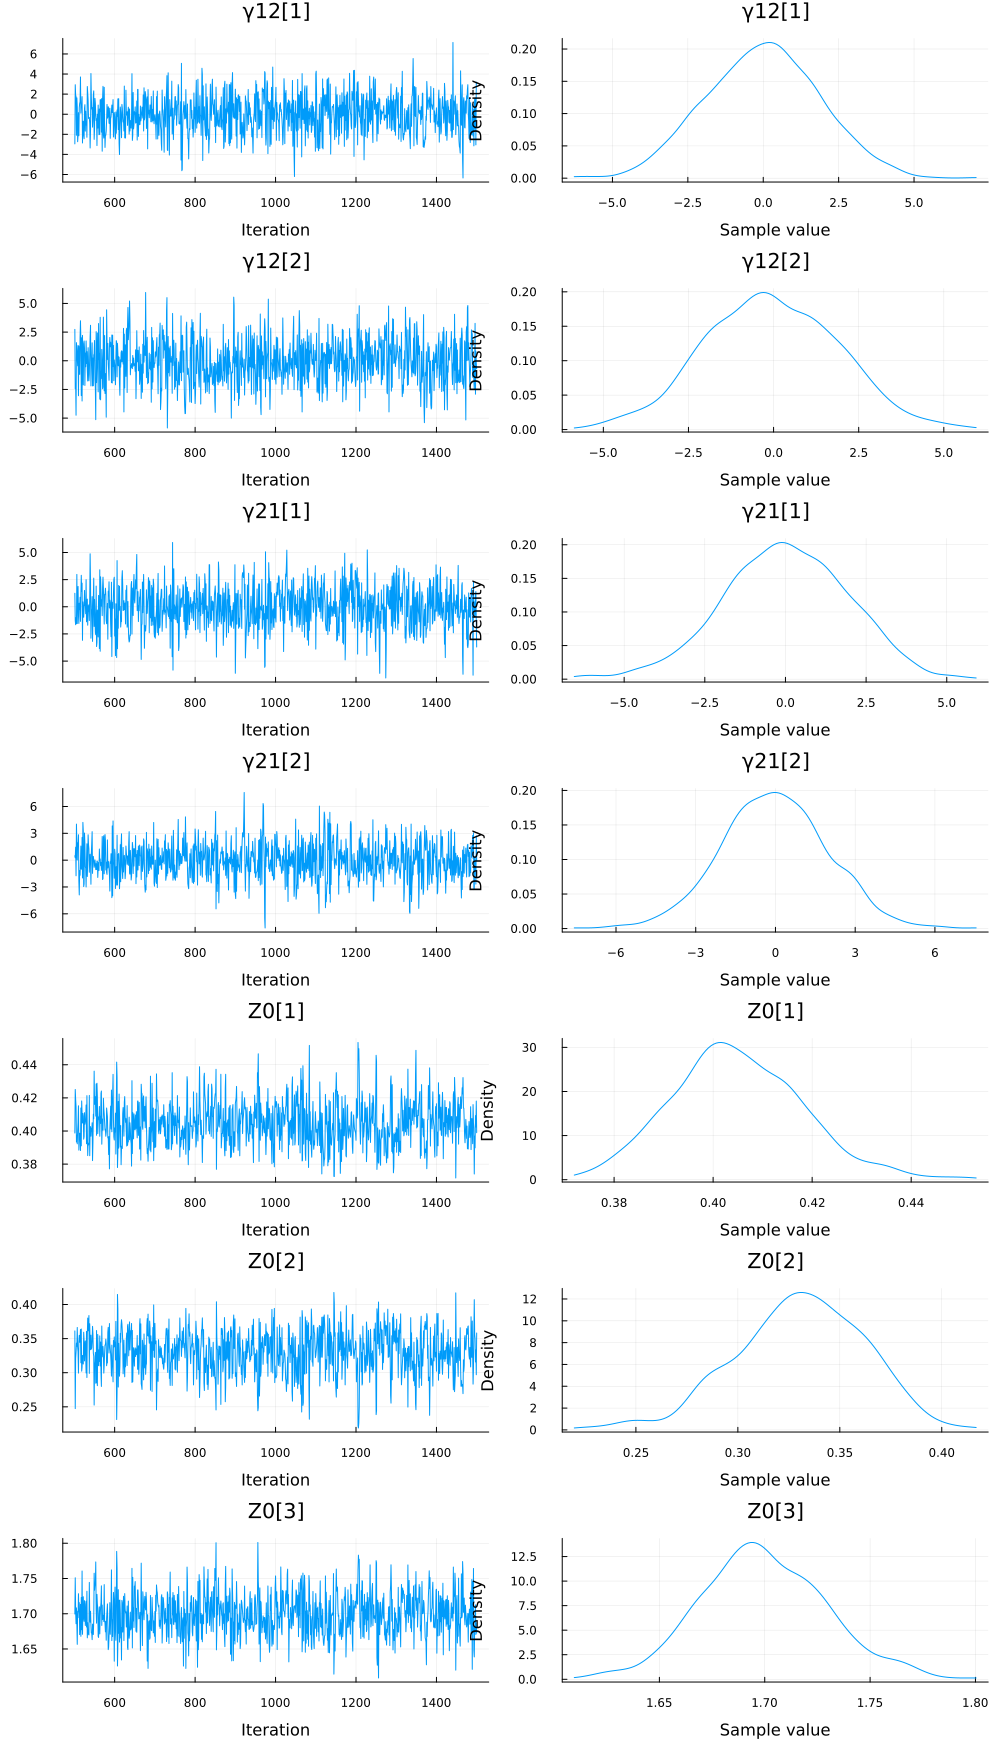 γ12[1] γ12[1]
6
4
2
0
−2
−4
−6
Density
0.20
0.15
0.10
0.05
0.00
600 800 1000 1200 1400 −5.0 −2.5 0.0 2.5 5.0
Iteration Sample value
γ12[2] γ12[2]
5.0
2.5
0.0
−2.5
−5.0
Density
0.20
0.15
0.10
0.05
0.00
600 800 1000 1200 1400 −5.0 −2.5 0.0 2.5 5.0
Iteration Sample value
γ21[1] γ21[1]
5.0
2.5
0.0
−2.5
−5.0
Density
0.20
0.15
0.10
0.05
0.00
600 800 1000 1200 1400 −5.0 −2.5 0.0 2.5 5.0
Iteration Sample value
γ21[2] γ21[2]
6
3
0
−3
−6
Density
0.20
0.15
0.10
0.05
0.00
600 800 1000 1200 1400 −6 −3 0 3 6
Iteration Sample value
Z0[1] Z0[1]
0.44
0.42
0.40
0.38
Density
30
20
10
0
600 800 1000 1200 1400 0.38 0.40 0.42 0.44
Iteration Sample value
Z0[2] Z0[2]
0.40
0.35
0.30
0.25
Density
12
10
8
6
4
2
0
600 800 1000 1200 1400 0.25 0.30 0.35 0.40
Iteration Sample value
Z0[3] Z0[3]
1.80
1.75
1.70
1.65
Density
12.5
10.0
7.5
5.0
2.5
0.0
600 800 1000 1200 1400 1.65 1.70 1.75 1.80
Iteration Sample value